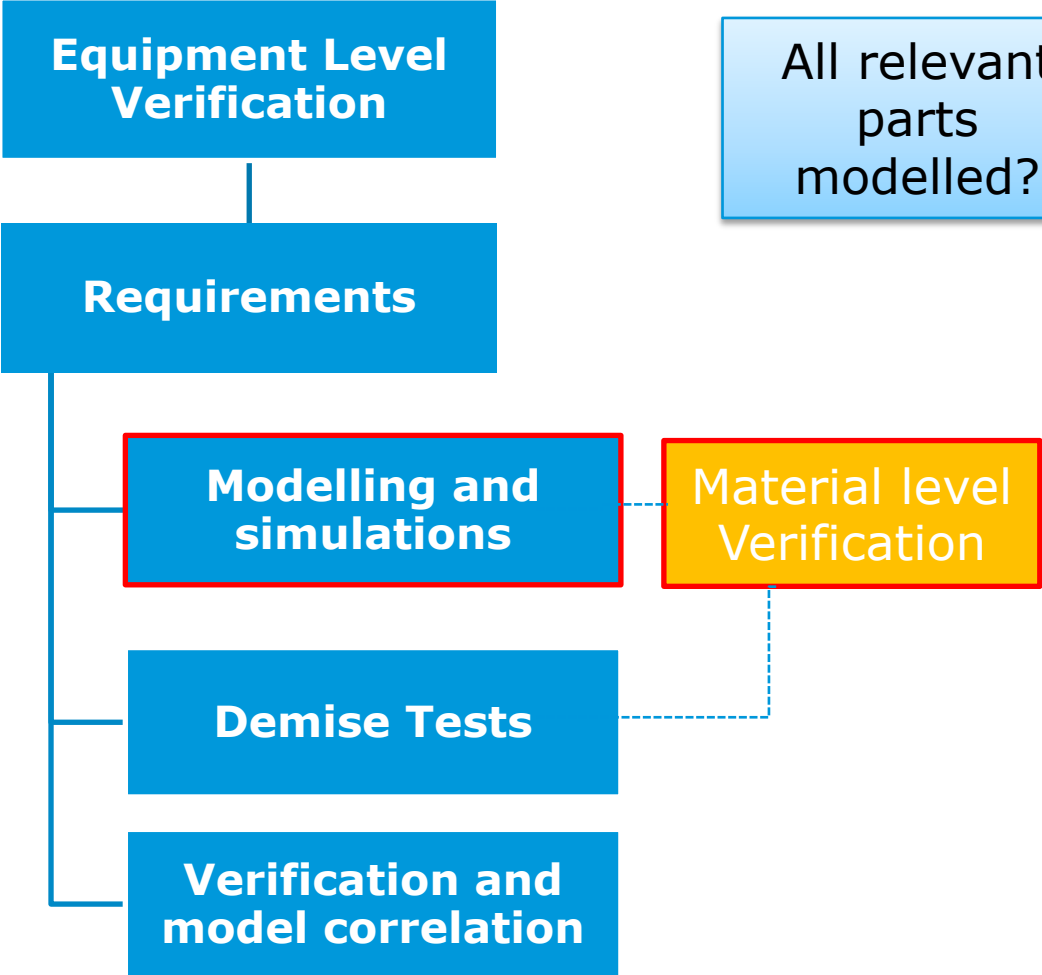 Equipment Level
Verification
All relevant
parts
modelled?
Requirements
Modelling and
simulations
Material level
Verification
Demise Tests
Verification and
model correlation